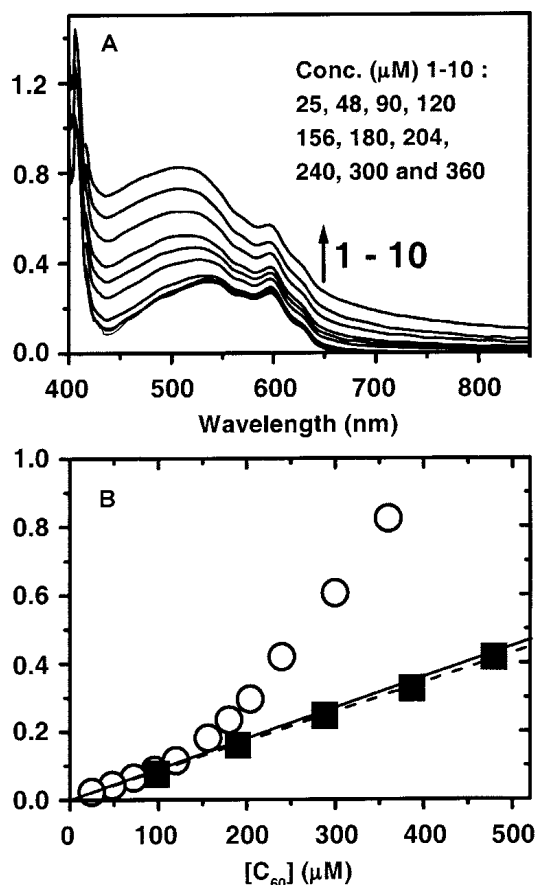 A
Conc. (μM) 1-10 :
25, 48, 90, 120
156, 180, 204,
240, 300 and 360
1 - 10
1.2
0.8
0.4
0.0
400 500 600 700 800
Wavelength (nm)
B
1.0
0.8
0.6
0.4
0.2
0.0
0 100 200 300 400 500
[C₆₀] (μM)